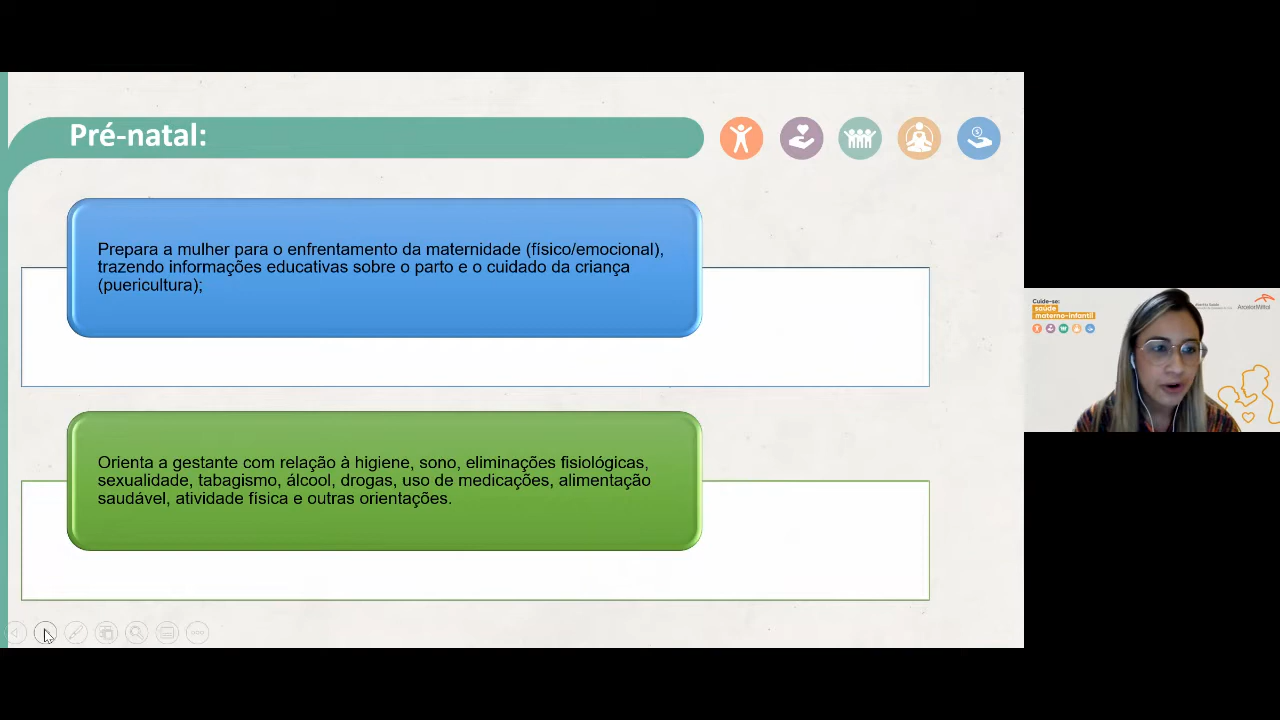 Pré-natal:
Prepara a mulher para o enfrentamento da maternidade (físico/emocional),
trazendo informações educativas sobre o parto e o cuidado da criança
(puericultura);
Orienta a gestante com relação à higiene, sono, eliminações fisiológicas,
sexualidade, tabagismo, álcool, drogas, uso de medicações, alimentação
saudável, atividade física e outras orientações.
Cuide-se:
saúde
materno-infantil
ArcelorMittal